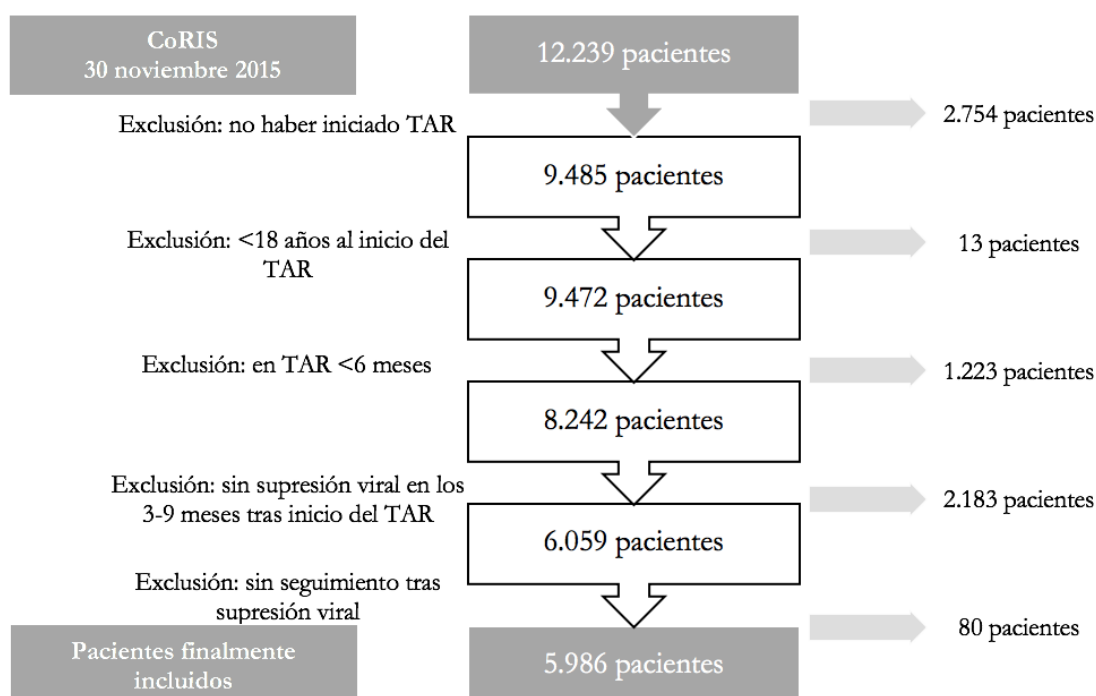 CoRIS
30 noviembre 2015
12.239 pacientes
Exclusión: no haber iniciado TAR
2.754 pacientes
9.485 pacientes
Exclusión: <18 años al inicio del
TAR
13 pacientes
9.472 pacientes
Exclusión: en TAR <6 meses
1.223 pacientes
8.242 pacientes
Exclusión: sin supresión viral en los
3-9 meses tras inicio del TAR
2.183 pacientes
6.059 pacientes
Exclusión: sin seguimiento tras
supresión viral
80 pacientes
Pacientes finalmente
incluidos
5.986 pacientes